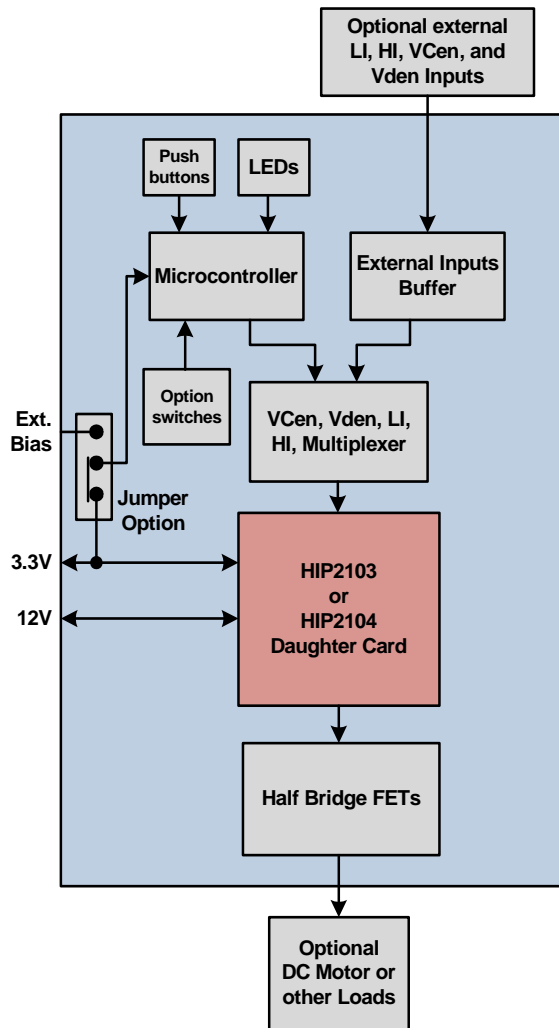 Optional external
LI, HI, VCen, and
Vden Inputs
Push
buttons
LEDs
Microcontroller
External Inputs
Buffer
Option
switches
VCen, Vden, LI,
HI, Multiplexer
Ext.
Bias
Jumper
Option
3.3V
12V
HIP2103
or
HIP2104
Daughter Card
Half Bridge FETs
Optional
DC Motor or
other Loads